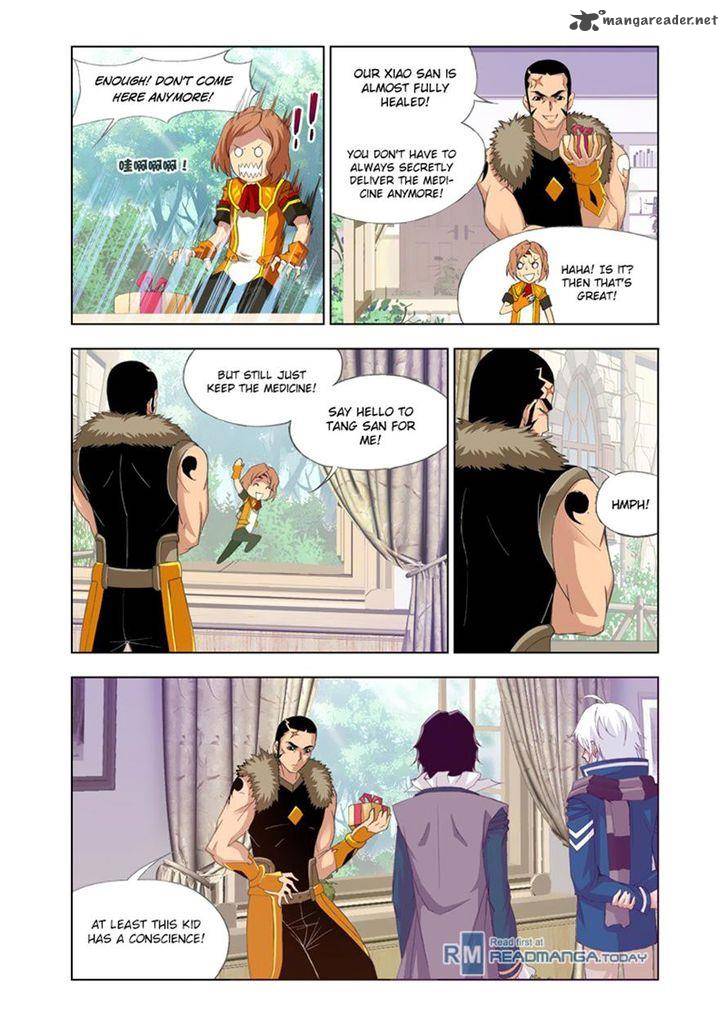 mangareader.net
ENOUGH! DON'T COME
HERE ANYMORE!
!!
哇啊啊啊！
OUR XIAO SAN IS
ALMOST FULLY
HEALED!
YOU DON'T HAVE TO
ALWAYS SECRETLY
DELIVER THE MEDI-
CINE ANYMORE!
HAHA! IS IT?
THEN THAT'S
GREAT!
BUT STILL JUST
KEEP THE MEDICINE!
SAY HELLO TO
TANG SAN FOR
ME!
HMPH!
AT LEAST THIS KID
HAS A CONSCIENCE!
RM
Read first at
READMANGA.TODAY